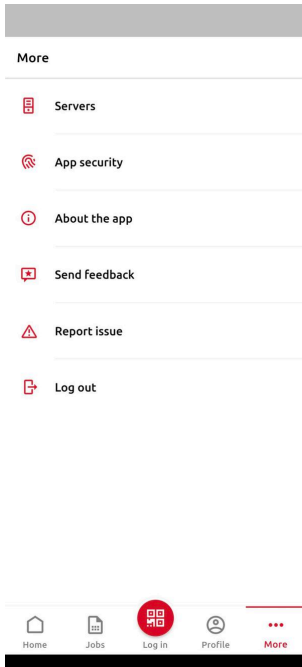 More
Servers
App security
About the app
Send feedback
Report issue
Log out
Home
Jobs
Log in
Profile
More